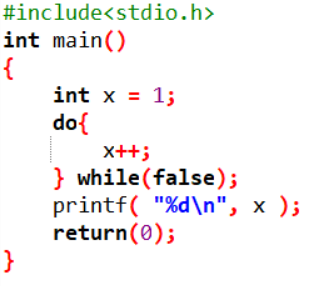 #include<stdio.h>
int main()
{
    int x = 1;
    do{
        x++;
    } while(false);
    printf( "%d\n", x );
    return(0);
}